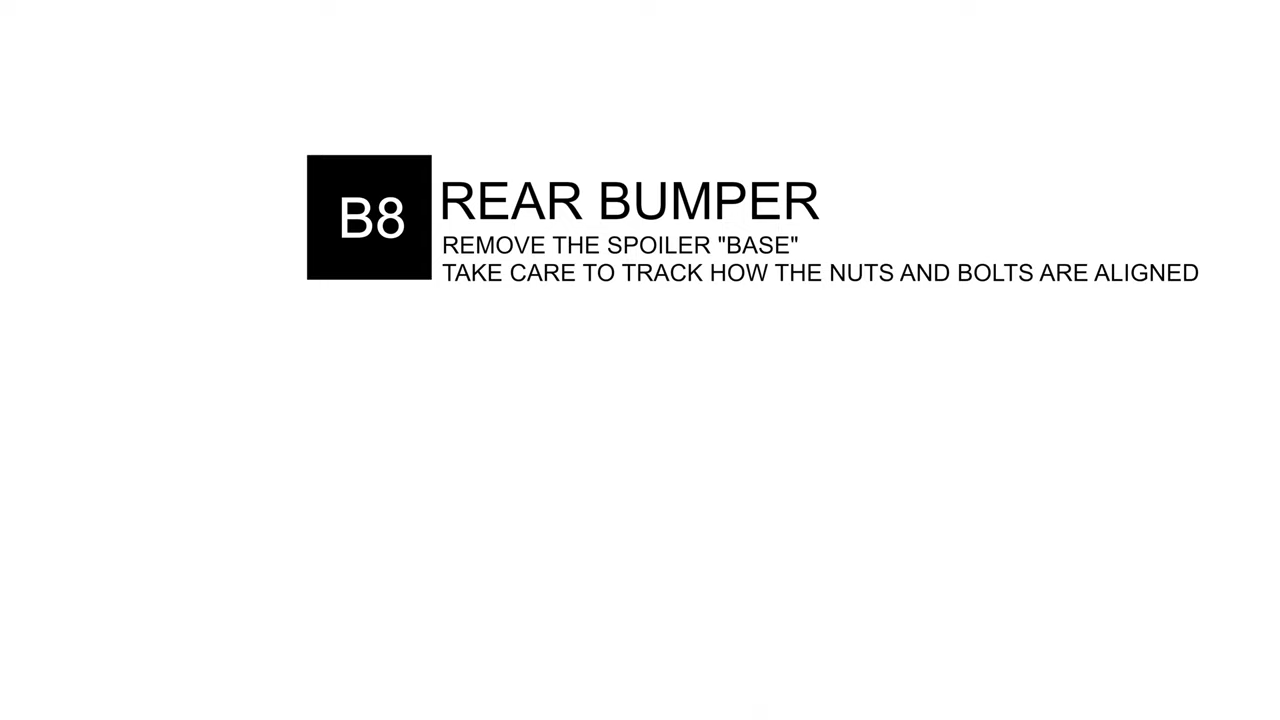 B8
REAR BUMPER
REMOVE THE SPOILER "BASE"
TAKE CARE TO TRACK HOW THE NUTS AND BOLTS ARE ALIGNED